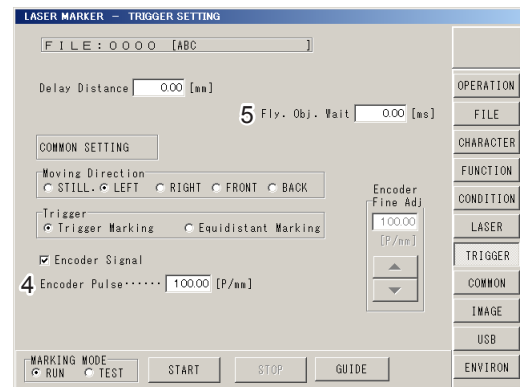 LASER MARKER － TRIGGER SETTING
FILE:0000 [ABC ]
Delay Distance 0.00 [mm]
5 Fly. Obj. Wait 0.00 [ms]
COMMON SETTING
Moving Direction
STILL. LEFT RIGHT FRONT BACK
Trigger
Trigger Marking Equidistant Marking
Encoder Signal
4 Encoder Pulse······ 100.00 [P/mm]
Encoder
Fine Adj
100.00
[P/mm]
MARKING MODE
RUN TEST
START
STOP
GUIDE
OPERATION
FILE
CHARACTER
FUNCTION
CONDITION
LASER
TRIGGER
COMMON
IMAGE
USB
ENVIRON